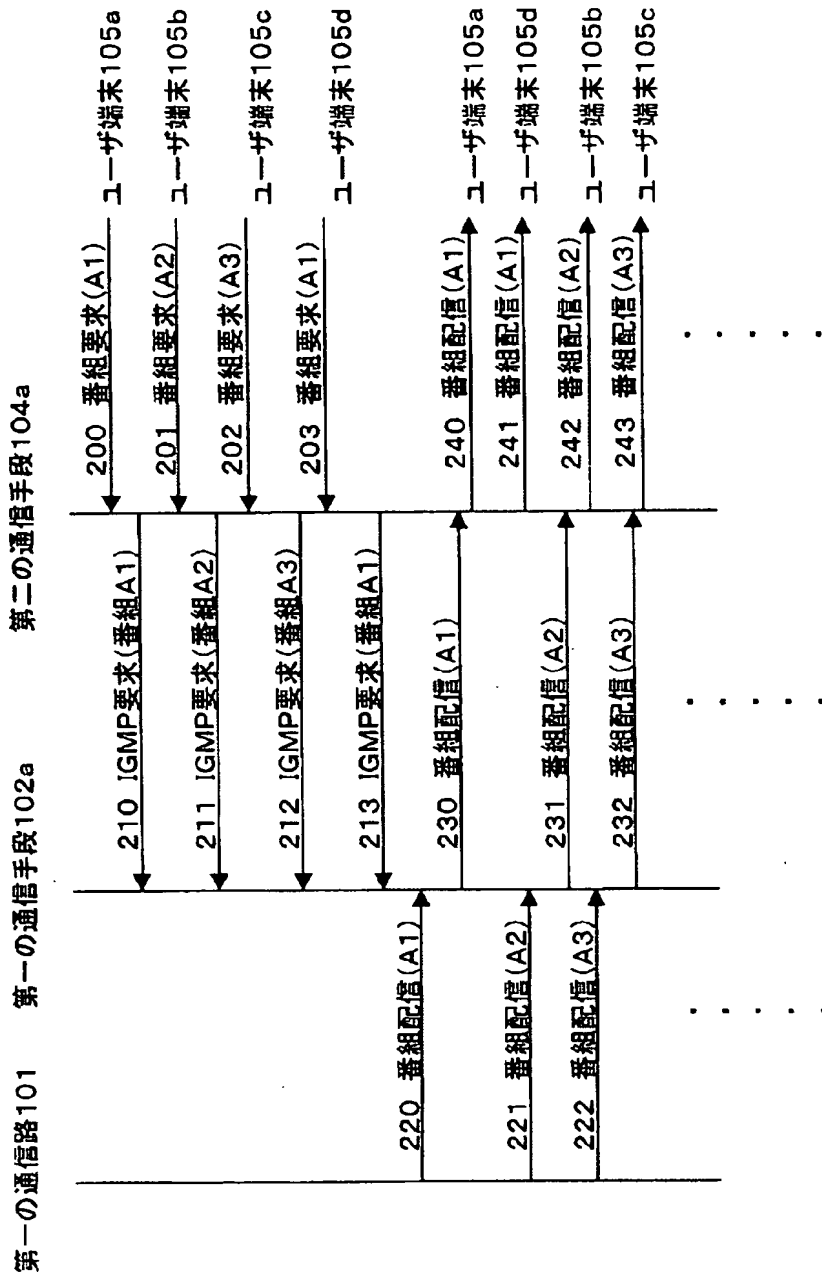 第一の通信路101
第一の通信手段102a
第二の通信手段104a
200 番組要求(A1)
ユーザ端末105a
210 IGMP要求(番組A1)
201 番組要求(A2)
ユーザ端末105b
211 IGMP要求(番組A2)
202 番組要求(A3)
ユーザ端末105c
212 IGMP要求(番組A3)
203 番組要求(A1)
ユーザ端末105d
213 IGMP要求(番組A1)
220 番組配信(A1)
230 番組配信(A1)
240 番組配信(A1)
ユーザ端末105a
241 番組配信(A1)
ユーザ端末105d
221 番組配信(A2)
231 番組配信(A2)
242 番組配信(A2)
ユーザ端末105b
222 番組配信(A3)
232 番組配信(A3)
243 番組配信(A3)
ユーザ端末105c